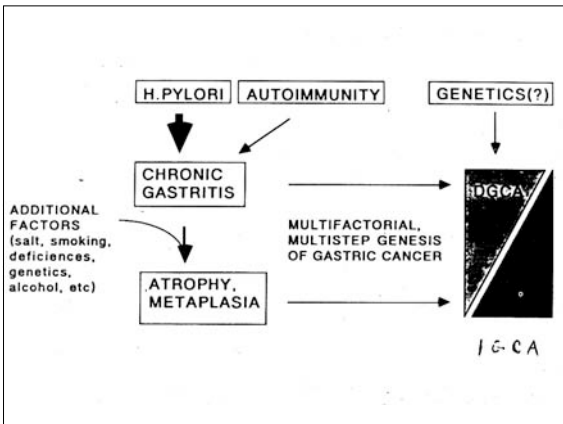 H.PYLORI
AUTOIMMUNITY
GENETICS(?)
CHRONIC
GASTRITIS
DGCA
ADDITIONAL
FACTORS
(salt, smoking,
deficiences,
genetics,
alcohol, etc)
MULTIFACTORIAL,
MULTISTEP GENESIS
OF GASTRIC CANCER
ATROPHY,
METAPLASIA
IGCA